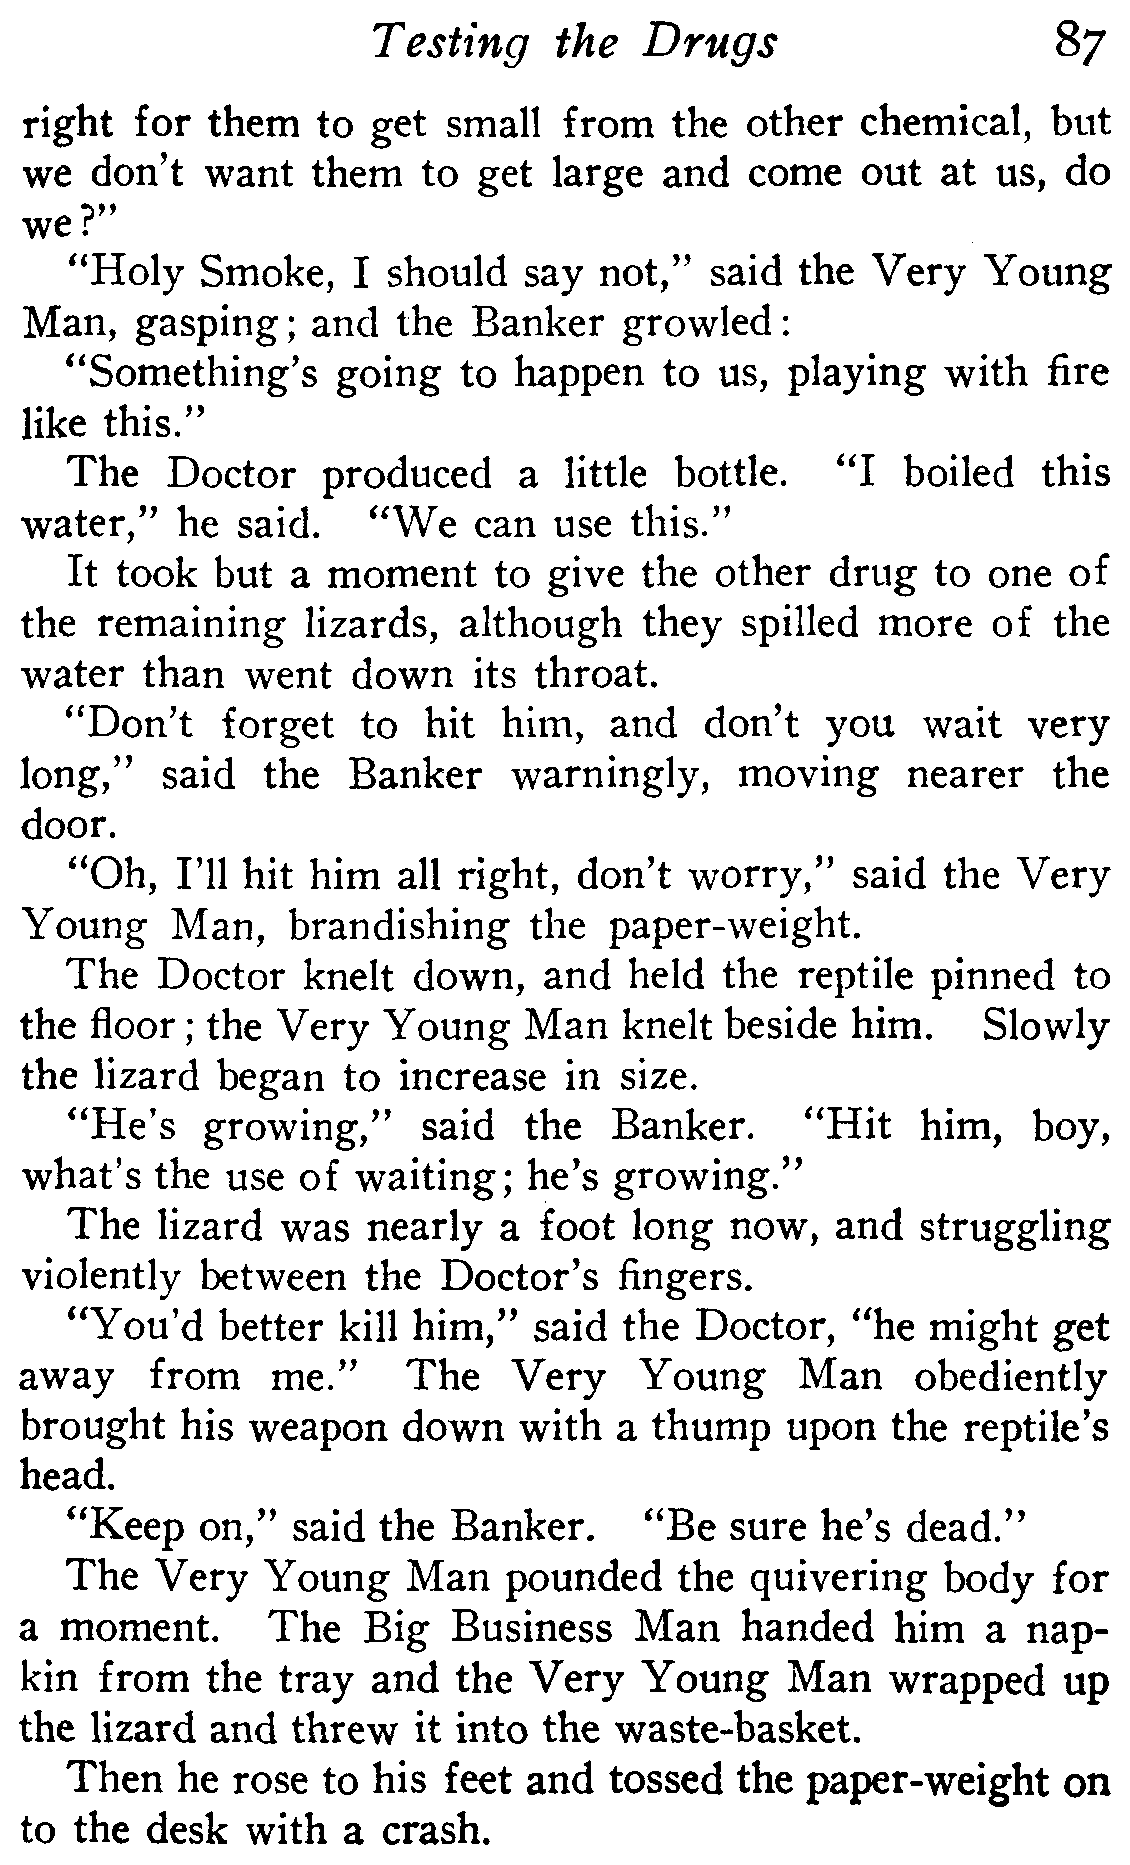 Testing the Drugs 87
right for them to get small from the other chemical, but
we don't want them to get large and come out at us, do
we?"
"Holy Smoke, I should say not," said the Very Young
Man, gasping; and the Banker growled:
"Something's going to happen to us, playing with fire
like this."
The Doctor produced a little bottle. "I boiled this
water," he said. "We can use this."
It took but a moment to give the other drug to one of
the remaining lizards, although they spilled more of the
water than went down its throat.
"Don't forget to hit him, and don't you wait very
long," said the Banker warningly, moving nearer the
door.
"Oh, I'll hit him all right, don't worry," said the Very
Young Man, brandishing the paper-weight.
The Doctor knelt down, and held the reptile pinned to
the floor; the Very Young Man knelt beside him. Slowly
the lizard began to increase in size.
"He's growing," said the Banker. "Hit him, boy,
what's the use of waiting; he's growing."
The lizard was nearly a foot long now, and struggling
violently between the Doctor's fingers.
"You'd better kill him," said the Doctor, "he might get
away from me." The Very Young Man obediently
brought his weapon down with a thump upon the reptile's
head.
"Keep on," said the Banker. "Be sure he's dead."
The Very Young Man pounded the quivering body for
a moment. The Big Business Man handed him a nap-
kin from the tray and the Very Young Man wrapped up
the lizard and threw it into the waste-basket.
Then he rose to his feet and tossed the paper-weight on
to the desk with a crash.